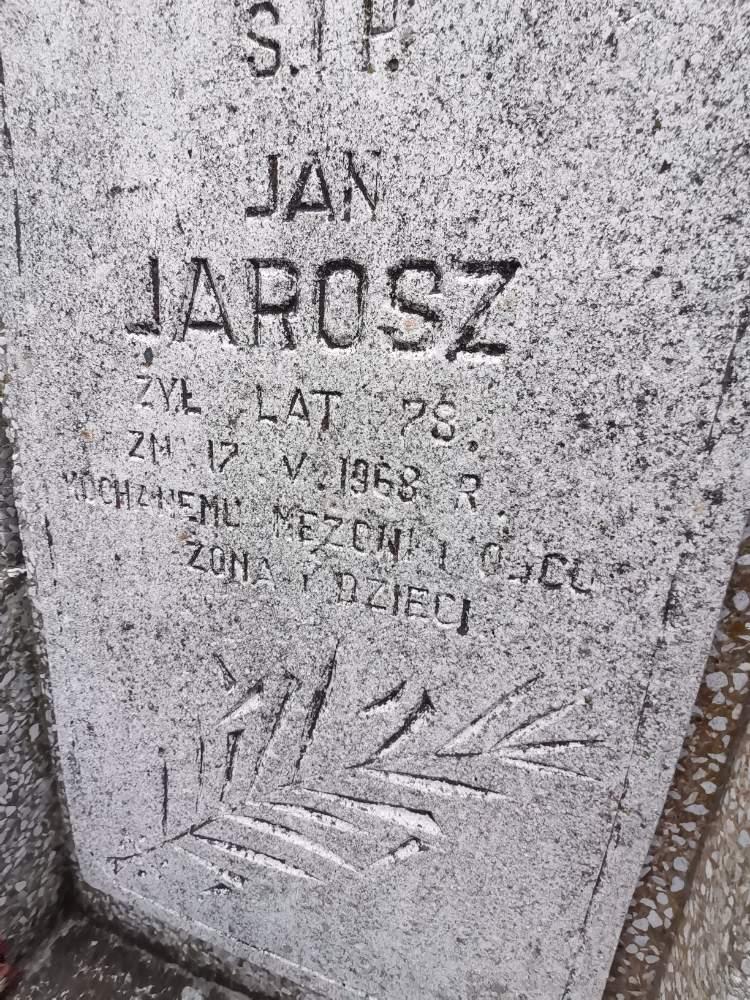 Ś. † P.
JAN
JAROSZ
ŻYŁ LAT 78.
ZM. 17 V. 1968 R.
KOCHANEMU MĘŻOWI I OJCU
ŻONA I DZIECI